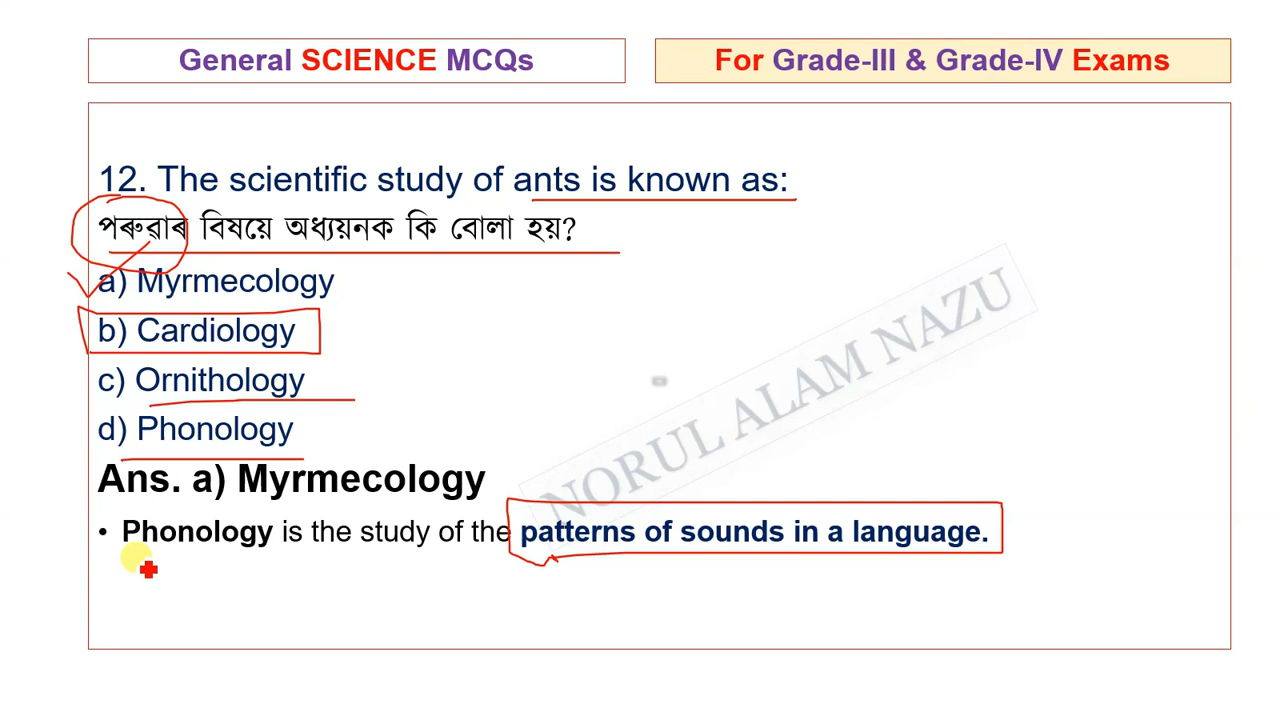 General SCIENCE MCQs
For Grade-III & Grade-IV Exams
12. The scientific study of ants is known as:
পৰুৱাৰ বিষয়ে অধ্যয়নক কি বোলা হয়?
a) Myrmecology
b) Cardiology
c) Ornithology
d) Phonology
Ans. a) Myrmecology
• Phonology is the study of the patterns of sounds in a language.
NORUL ALAM NAZU